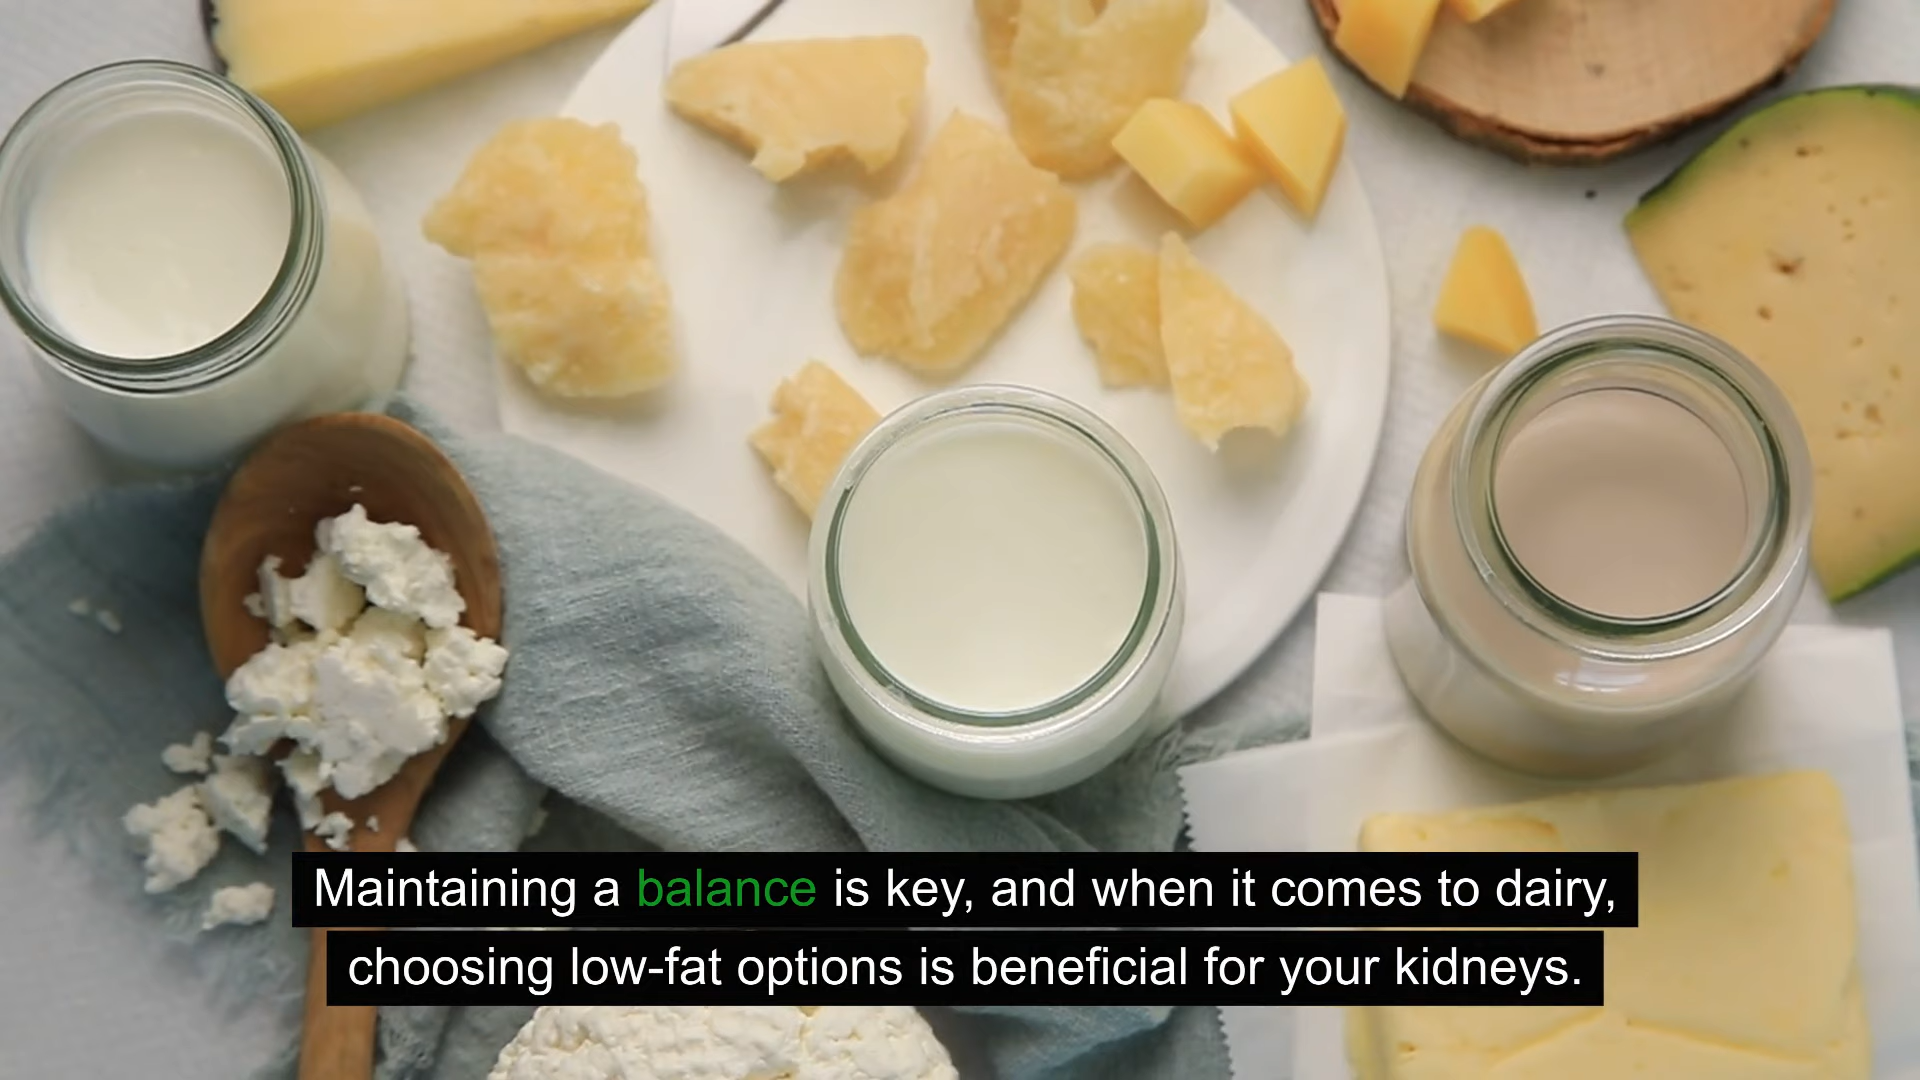 Maintaining a balance is key, and when it comes to dairy,
choosing low-fat options is beneficial for your kidneys.